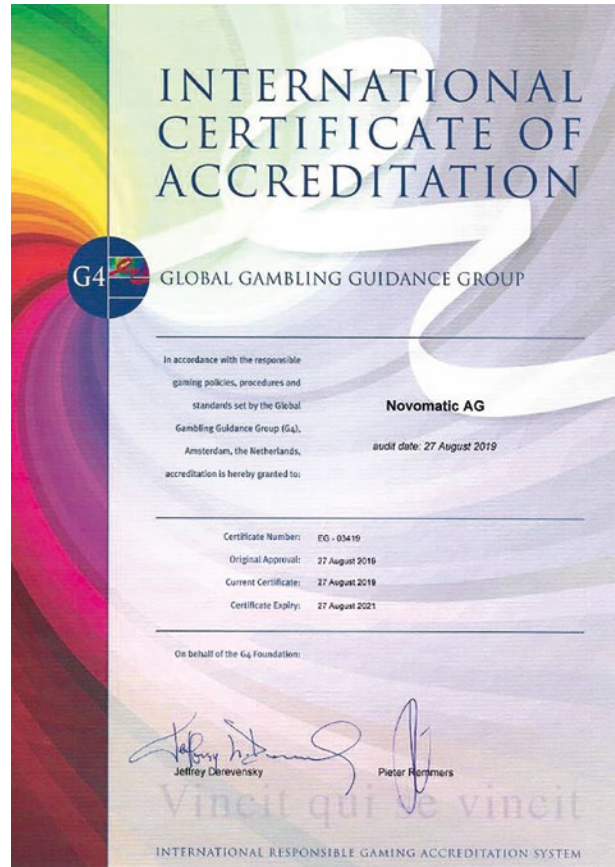 INTERNATIONAL
CERTIFICATE OF
ACCREDITATION
G4
GLOBAL GAMBLING GUIDANCE GROUP
In accordance with the responsible
gaming policies, procedures and
standards set by the Global
Gambling Guidance Group (G4),
Amsterdam, the Netherlands,
accreditation is hereby granted to:
Novomatic AG
audit date: 27 August 2019
Certificate Number: EG - 03419
Original Approval: 27 August 2019
Current Certificate: 27 August 2019
Certificate Expiry: 27 August 2021
On behalf of the G4 Foundation:
Jeffrey Derevensky
Pieter Remmers
Vincit qui se vincit
INTERNATIONAL RESPONSIBLE GAMING ACCREDITATION SYSTEM